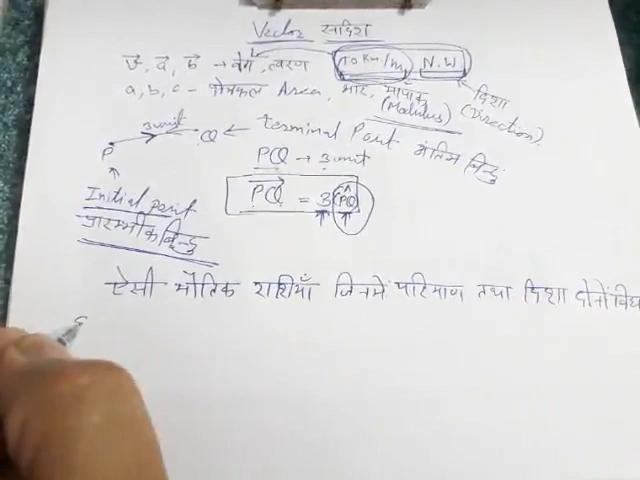 Vector सदिश
v, a, b → वेग, त्वरण 10 Km/h, N.W
a, b, c - क्षेत्रफल Area, भार, मापांक (Modulus) दिशा (Direction).
3 unit
P Q ← terminal Point अंतिम बिन्दु
PQ → 3 unit
Initial point PQ = 3 (PQ)
प्रारम्भीक बिन्दु
ऐसी भौतिक राशियाँ जिनमें परिमाण तथा दिशा दोनों विद्य